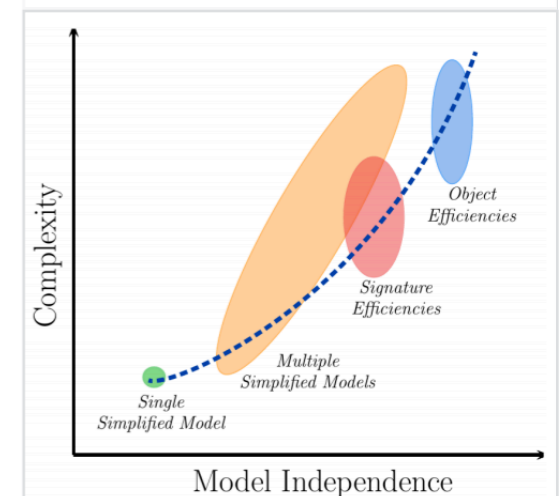 Complexity
Object
Efficiencies
Signature
Efficiencies
Multiple
Simplified Models
Single
Simplified Model
Model Independence